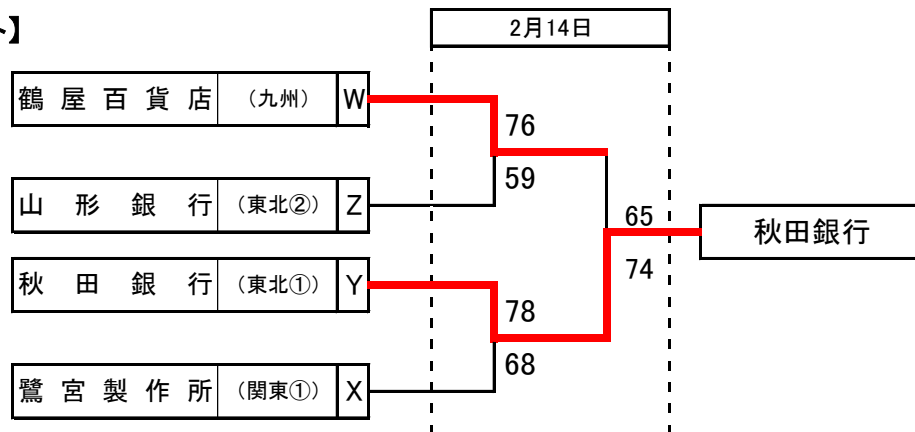 】
2月14日
鶴屋百貨店 （九州） W
76
59
山形銀行 （東北②） Z
65
秋田銀行
74
秋田銀行 （東北①） Y
78
68
鷺宮製作所 （関東①） X